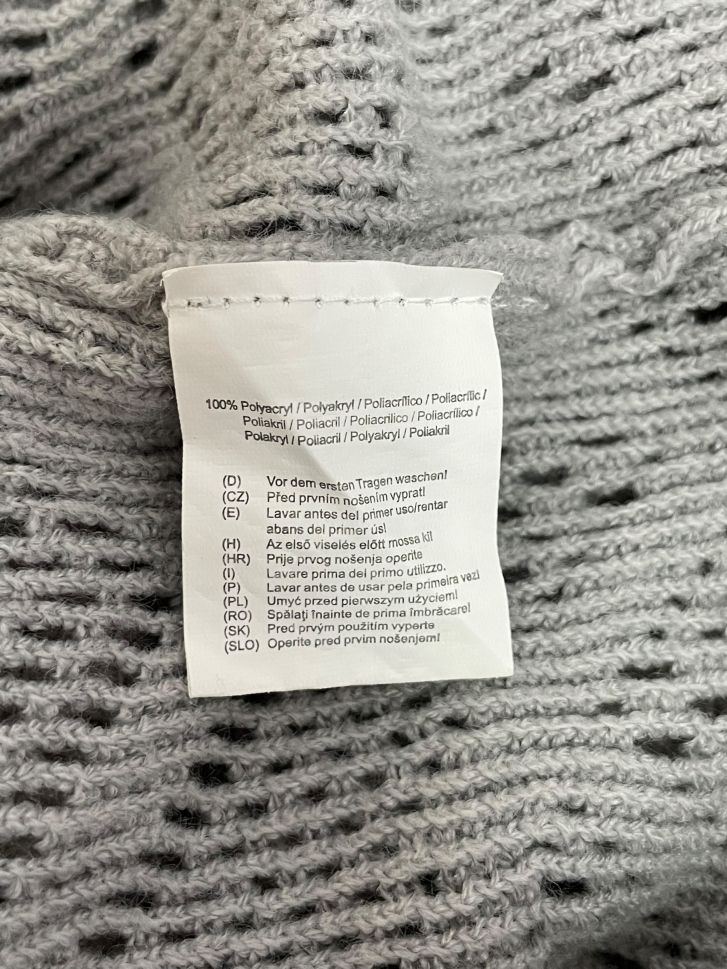 100% Polyacryl / Polyakryl / Poliacrílico / Poliacrílic /
Poliakril / Poliacril / Poliacrilico / Poliacrílico /
Polakryl / Poliacril / Polyakryl / Poliakril
(D) Vor dem ersten Tragen waschen!
(CZ) Před prvním nošením vyprat!
(E) Lavar antes del primer uso/rentar
abans del primer ús!
(H) Az első viselés előtt mossa ki!
(HR) Prije prvog nošenja operite
(I) Lavare prima del primo utilizzo.
(P) Lavar antes de usar pela primeira vez!
(PL) Umyć przed pierwszym użyciem!
(RO) Spălaţi înainte de prima îmbrăcare!
(SK) Pred prvým použitím vyperte
(SLO) Operite pred prvim nošenjem!